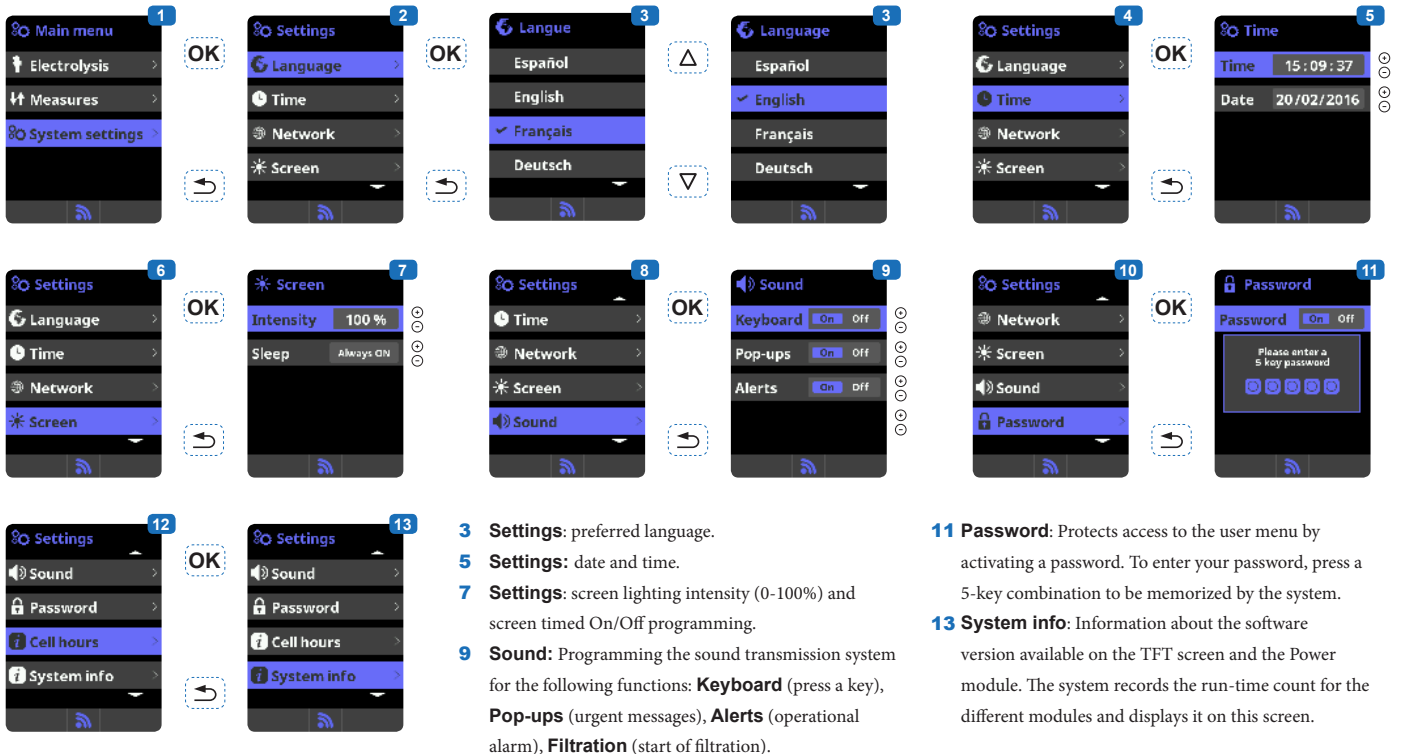 1
Main menu
Electrolysis
Measures
System settings
OK
2
Settings
Language
Time
Network
Screen
OK
3
Langue
Español
English
Français
Deutsch
3
Language
Español
English
Français
Deutsch
4
Settings
Language
Time
Network
Screen
OK
5
Time
Time 15:09:37
Date 20/02/2016
6
Settings
Language
Time
Network
Screen
OK
7
Screen
Intensity 100 %
Sleep Always ON
8
Settings
Time
Network
Screen
Sound
OK
9
Sound
Keyboard On Off
Pop-ups On Off
Alerts On Off
10
Settings
Network
Screen
Sound
Password
OK
11
Password
Password On Off
Please enter a
5 key password
12
Settings
Sound
Password
Cell hours
System info
OK
13
Settings
Sound
Password
Cell hours
System info
3 Settings: preferred language.
5 Settings: date and time.
7 Settings: screen lighting intensity (0-100%) and
screen timed On/Off programming.
9 Sound: Programming the sound transmission system
for the following functions: Keyboard (press a key),
Pop-ups (urgent messages), Alerts (operational
alarm), Filtration (start of filtration).
11 Password: Protects access to the user menu by
activating a password. To enter your password, press a
5-key combination to be memorized by the system.
13 System info: Information about the software
version available on the TFT screen and the Power
module. The system records the run-time count for the
different modules and displays it on this screen.